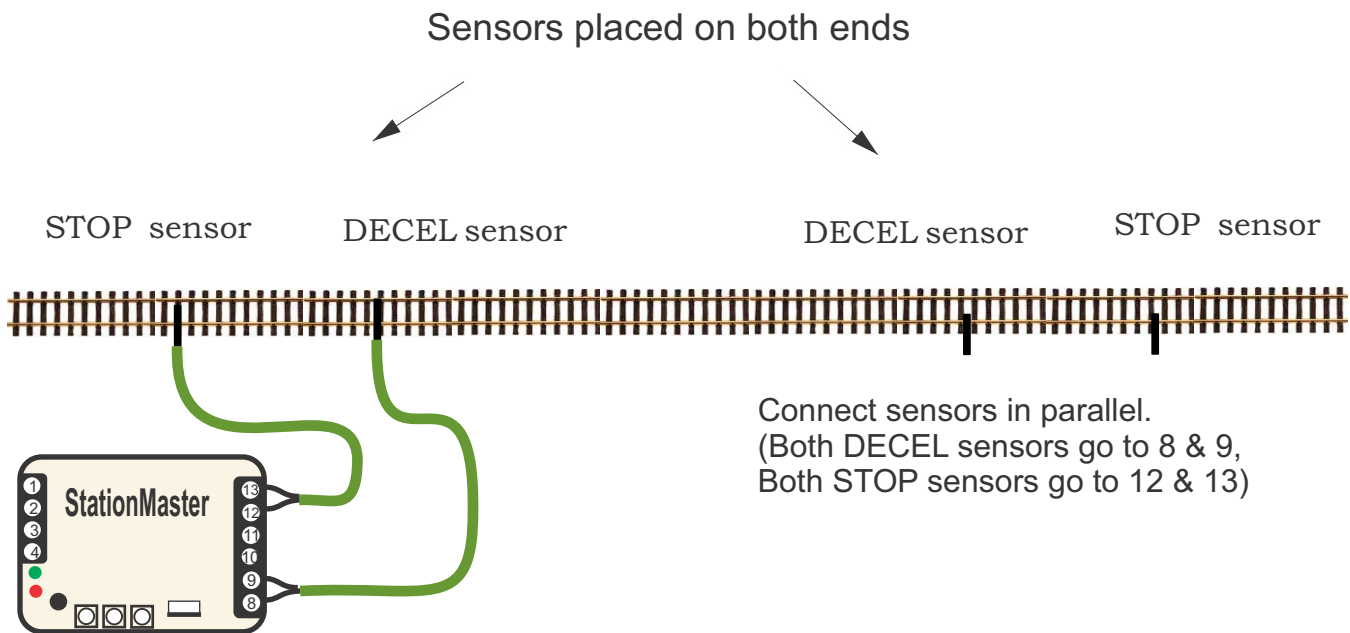 Sensors placed on both ends
STOP sensor
DECEL sensor
DECEL sensor
STOP sensor
Connect sensors in parallel.
(Both DECEL sensors go to 8 & 9,
Both STOP sensors go to 12 & 13)
StationMaster
1
2
3
4
13
12
11
10
9
8